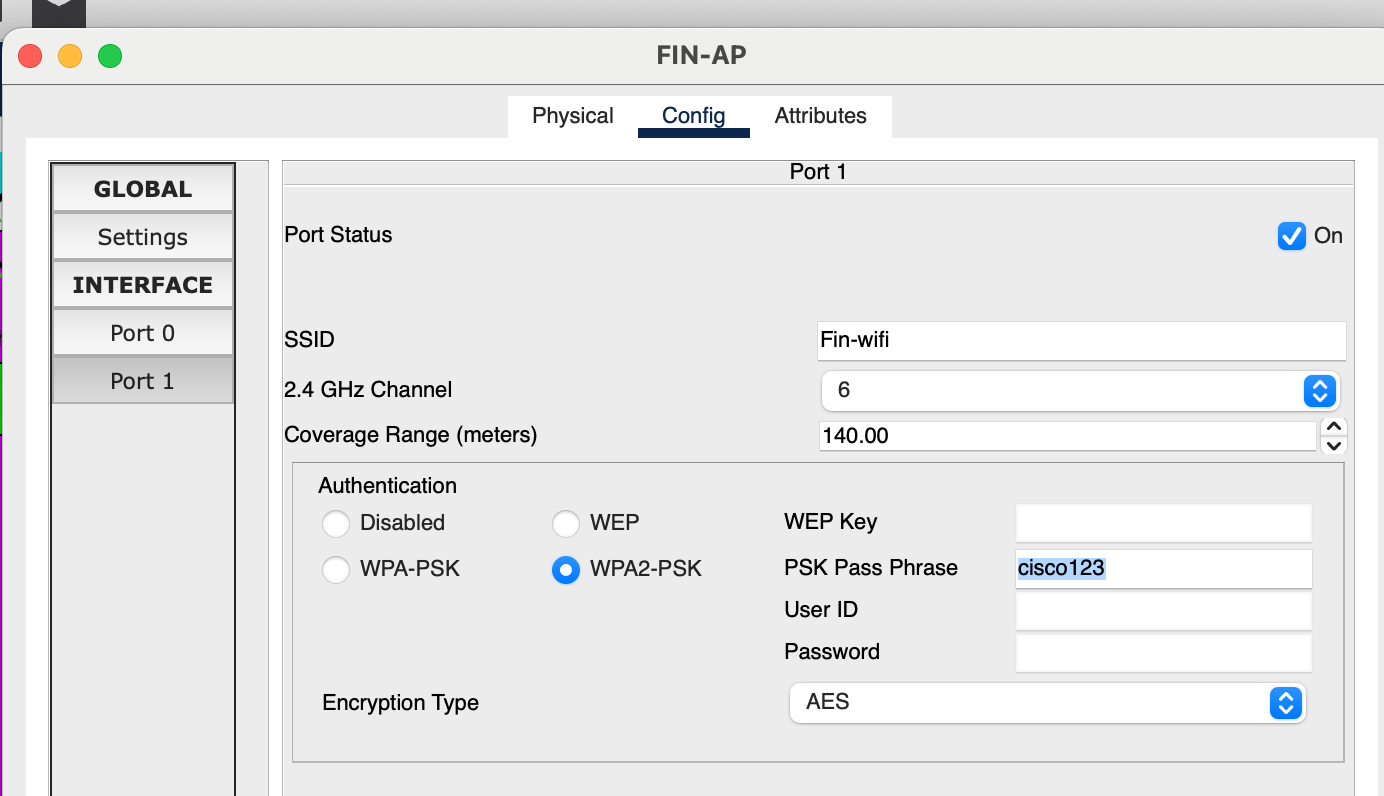 FIN-AP
Physical Config Attributes
GLOBAL
Settings
INTERFACE
Port 0
Port 1
Port 1
Port Status On
SSID Fin-wifi
2.4 GHz Channel 6
Coverage Range (meters) 140.00
Authentication
Disabled WEP WEP Key
WPA-PSK WPA2-PSK PSK Pass Phrase cisco123
User ID
Password
Encryption Type AES